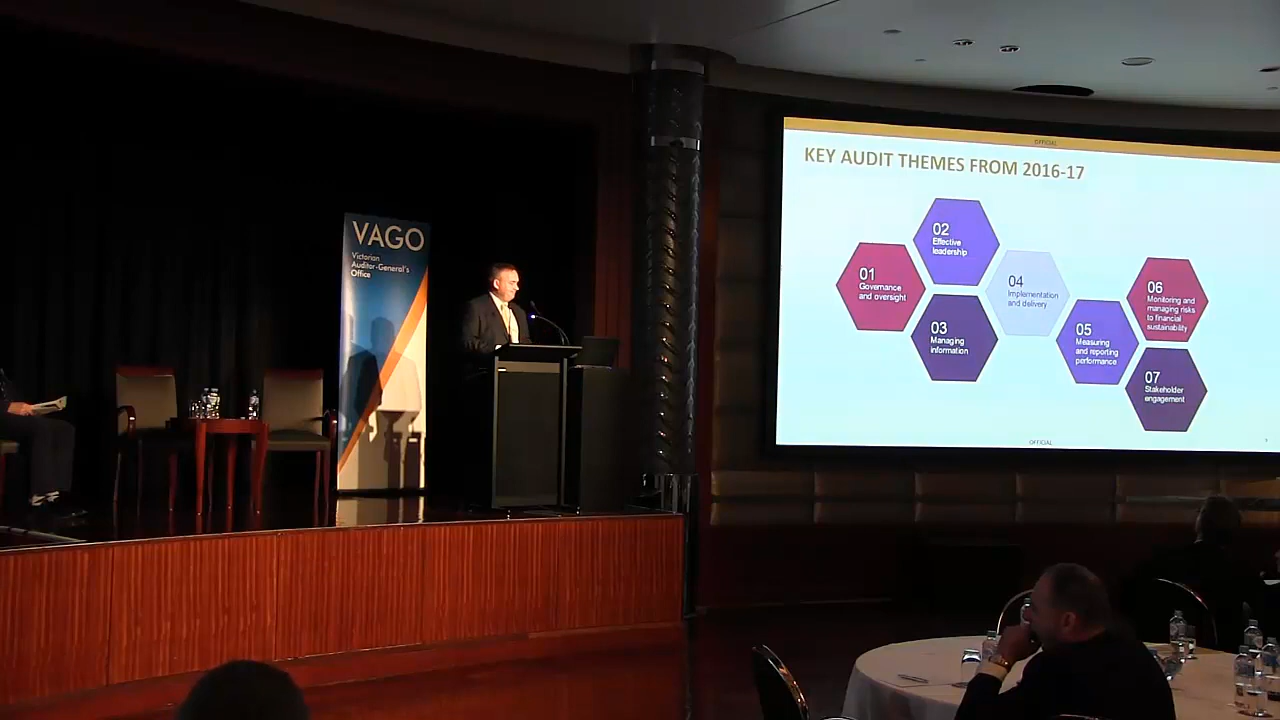 VAGO
Victorian
Auditor-General's
Office
OFFICIAL
KEY AUDIT THEMES FROM 2016-17
01
Governance
and oversight
02
Effective
leadership
03
Managing
information
04
Implementation
and delivery
05
Measuring
and reporting
performance
06
Monitoring and
managing risks
to financial
sustainability
07
Stakeholder
engagement
OFFICIAL